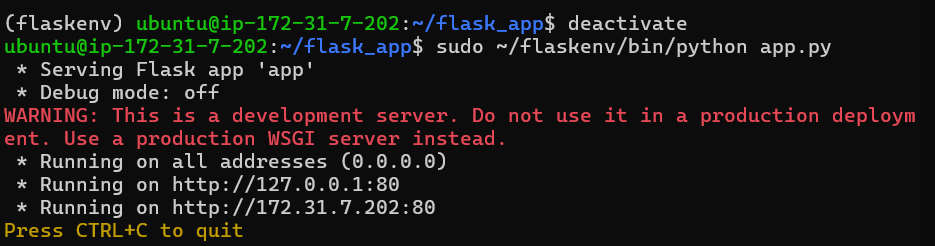 (flaskenv) ubuntu@ip-172-31-7-202:~/flask_app$ deactivate
ubuntu@ip-172-31-7-202:~/flask_app$ sudo ~/flaskenv/bin/python app.py
 * Serving Flask app 'app'
 * Debug mode: off
WARNING: This is a development server. Do not use it in a production deploym
ent. Use a production WSGI server instead.
 * Running on all addresses (0.0.0.0)
 * Running on http://127.0.0.1:80
 * Running on http://172.31.7.202:80
Press CTRL+C to quit